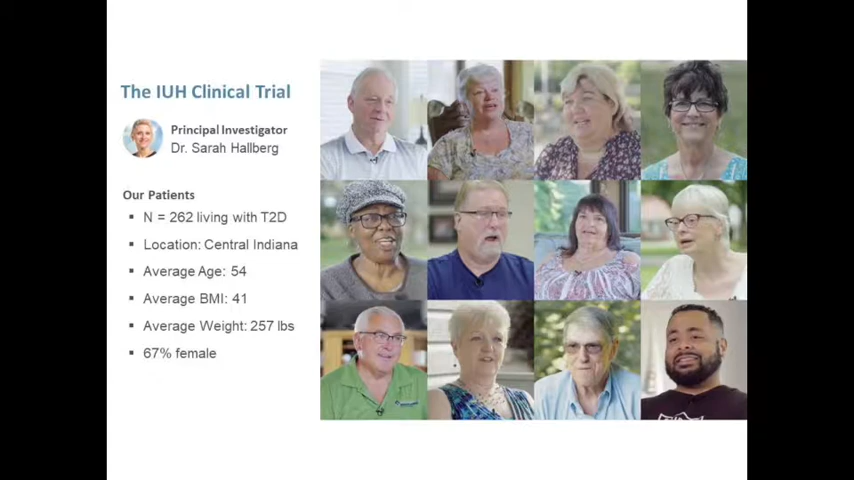 The IUH Clinical Trial
Principal Investigator
Dr. Sarah Hallberg
Our Patients
▪ N = 262 living with T2D
▪ Location: Central Indiana
▪ Average Age: 54
▪ Average BMI: 41
▪ Average Weight: 257 lbs
▪ 67% female